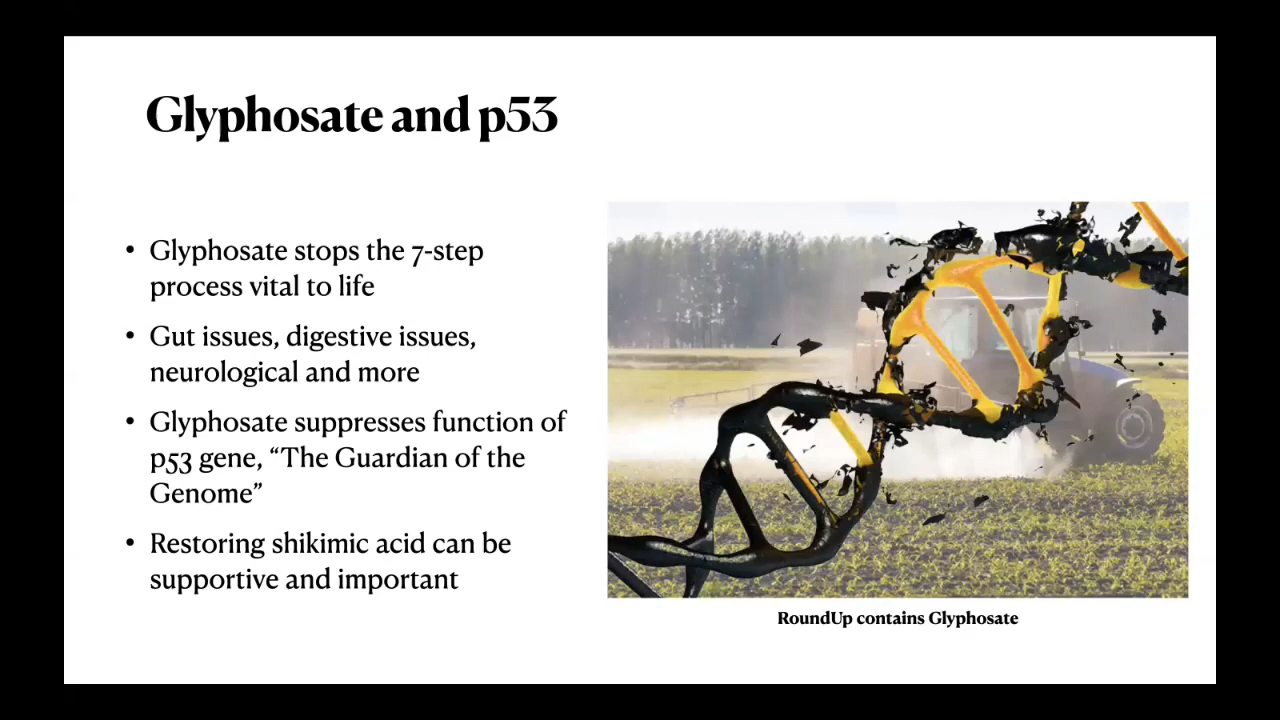 Glyphosate and p53
• Glyphosate stops the 7-step
process vital to life
• Gut issues, digestive issues,
neurological and more
• Glyphosate suppresses function of
p53 gene, “The Guardian of the
Genome”
• Restoring shikimic acid can be
supportive and important
RoundUp contains Glyphosate